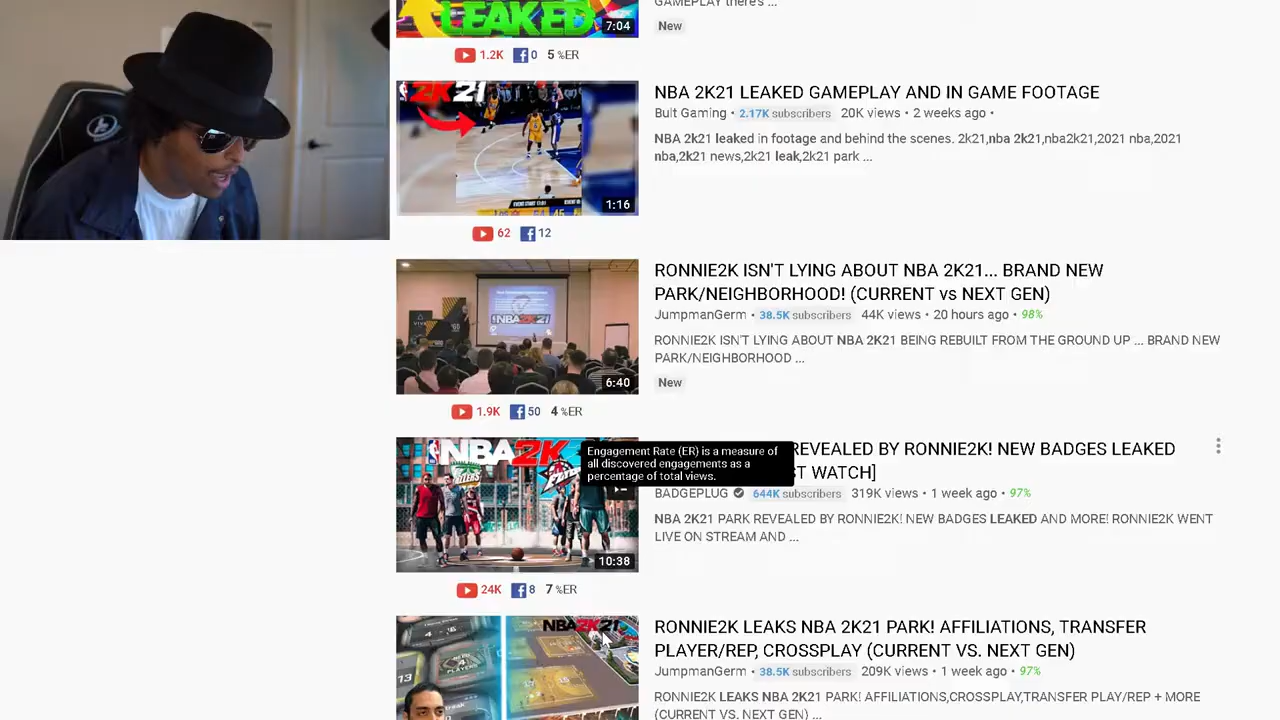 LEAKED
7:04
GAMEPLAY there's ...
New
1.2K 0 5 %ER
2K21
1:16
NBA 2K21 LEAKED GAMEPLAY AND IN GAME FOOTAGE
Bult Gaming • 2.17K subscribers 20K views • 2 weeks ago •
NBA 2k21 leaked in footage and behind the scenes. 2k21,nba 2k21,nba2k21,2021 nba,2021
nba,2k21 news,2k21 leak,2k21 park ...
62 12
NBA2K21
6:40
RONNIE2K ISN'T LYING ABOUT NBA 2K21... BRAND NEW
PARK/NEIGHBORHOOD! (CURRENT vs NEXT GEN)
JumpmanGerm • 38.5K subscribers 44K views • 20 hours ago • 98%
RONNIE2K ISN'T LYING ABOUT NBA 2K21 BEING REBUILT FROM THE GROUND UP ... BRAND NEW
PARK/NEIGHBORHOOD ...
New
1.9K 50 4 %ER
NBA 2K
10:38
Engagement Rate (ER) is a measure of
all discovered engagements as a
percentage of total views.
REVEALED BY RONNIE2K! NEW BADGES LEAKED
ST WATCH]
BADGEPLUG 644K subscribers 319K views • 1 week ago • 97%
NBA 2K21 PARK REVEALED BY RONNIE2K! NEW BADGES LEAKED AND MORE! RONNIE2K WENT
LIVE ON STREAM AND ...
24K 8 7 %ER
NBA2K21
13
RONNIE2K LEAKS NBA 2K21 PARK! AFFILIATIONS, TRANSFER
PLAYER/REP, CROSSPLAY (CURRENT VS. NEXT GEN)
JumpmanGerm • 38.5K subscribers 209K views • 1 week ago • 97%
RONNIE2K LEAKS NBA 2K21 PARK! AFFILIATIONS,CROSSPLAY,TRANSFER PLAY/REP + MORE
(CURRENT VS. NEXT GEN) ...